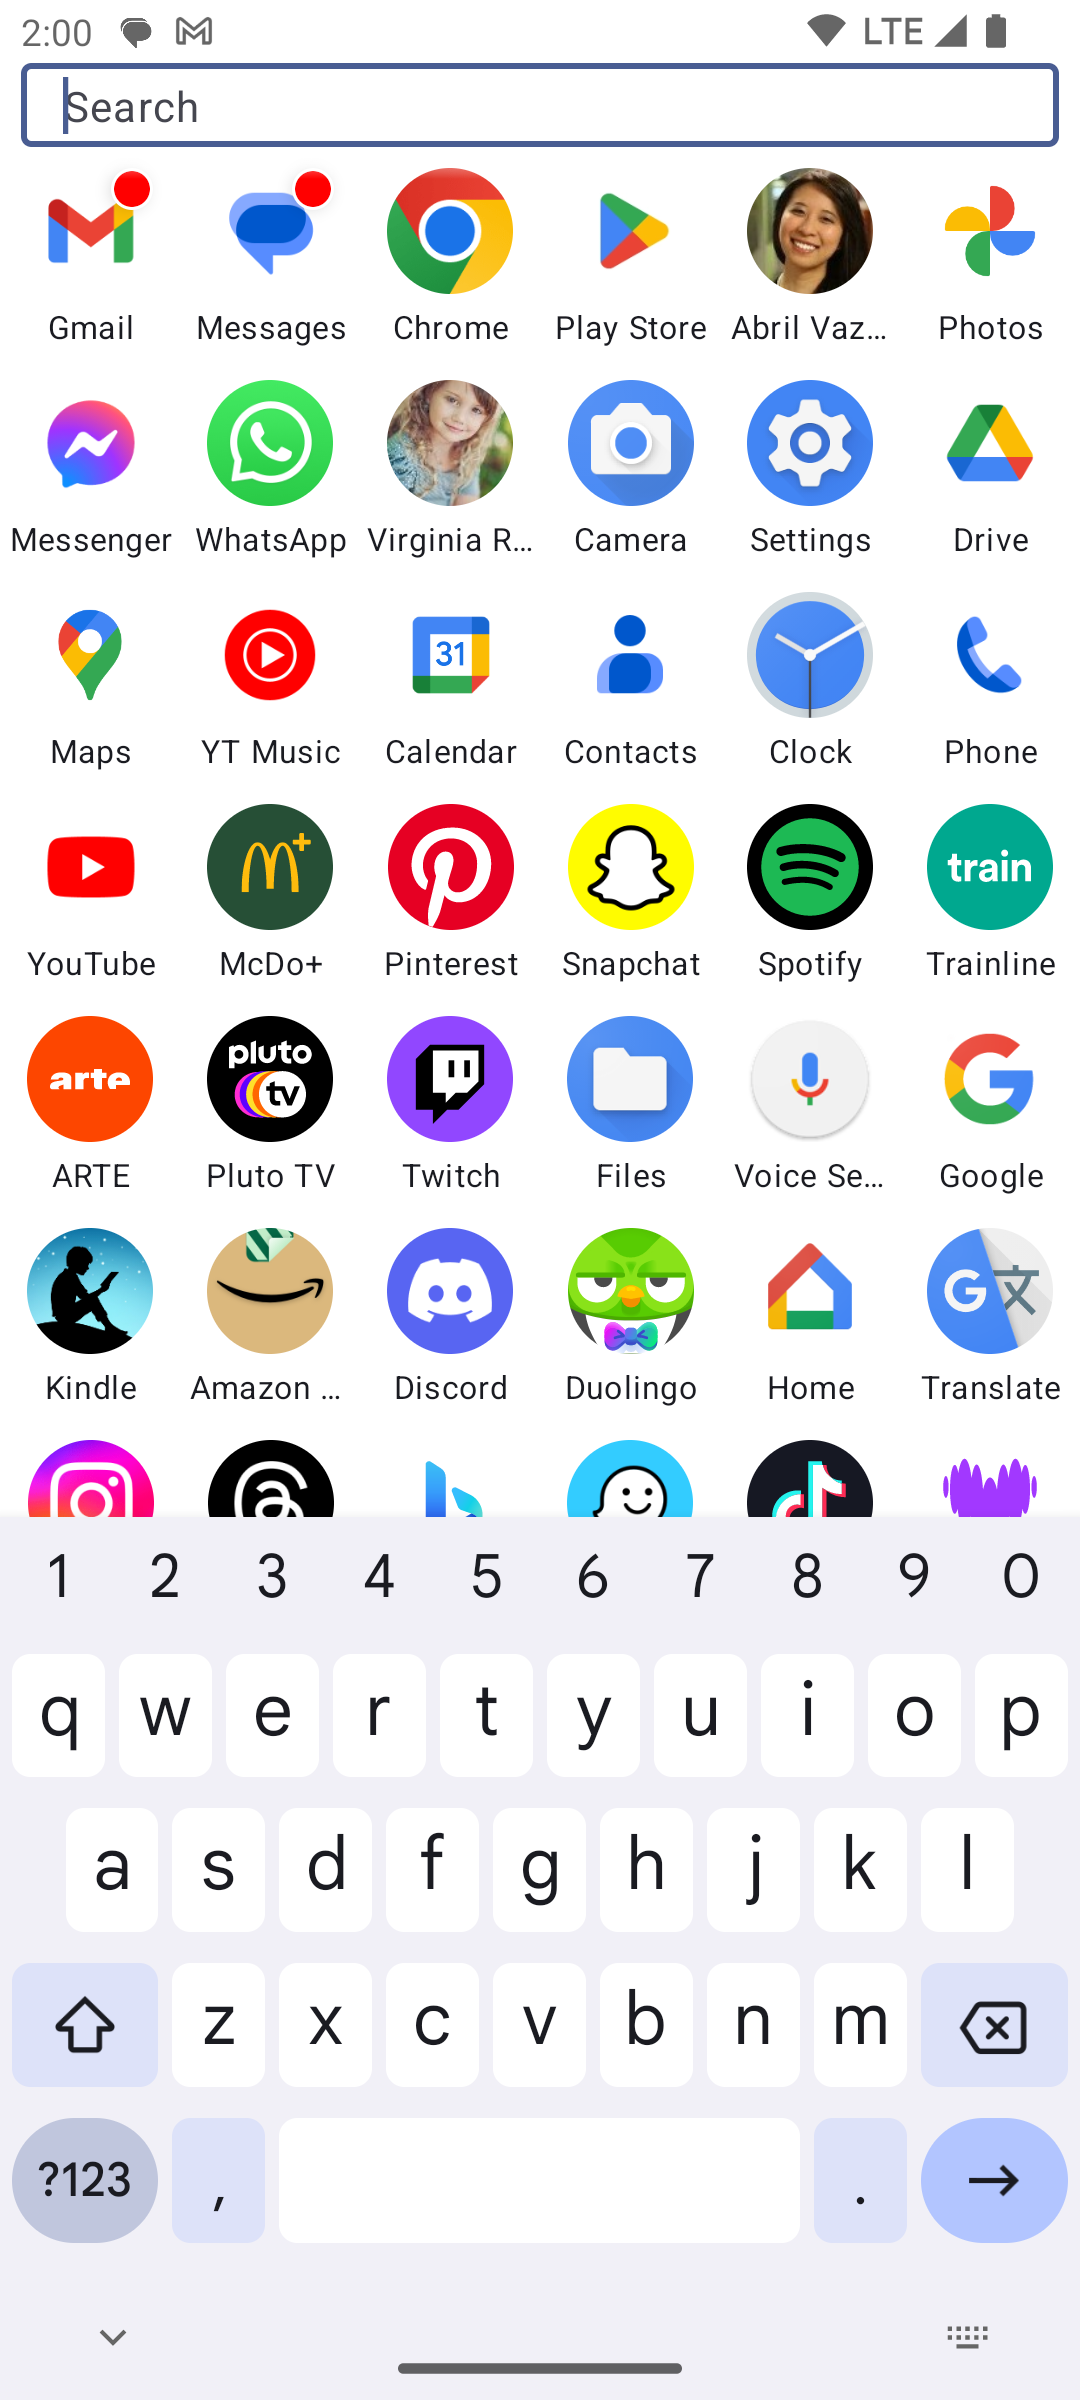 2:00 LTE
Search
Gmail Messages Chrome Play Store Abril Vaz... Photos
Messenger WhatsApp Virginia R... Camera Settings Drive
31
Maps YT Music Calendar Contacts Clock Phone
train
YouTube McDo+ Pinterest Snapchat Spotify Trainline
arte pluto tv
ARTE Pluto TV Twitch Files Voice Se... Google
Kindle Amazon ... Discord Duolingo Home Translate
1 2 3 4 5 6 7 8 9 0
q w e r t y u i o p
a s d f g h j k l
z x c v b n m
?123 , .